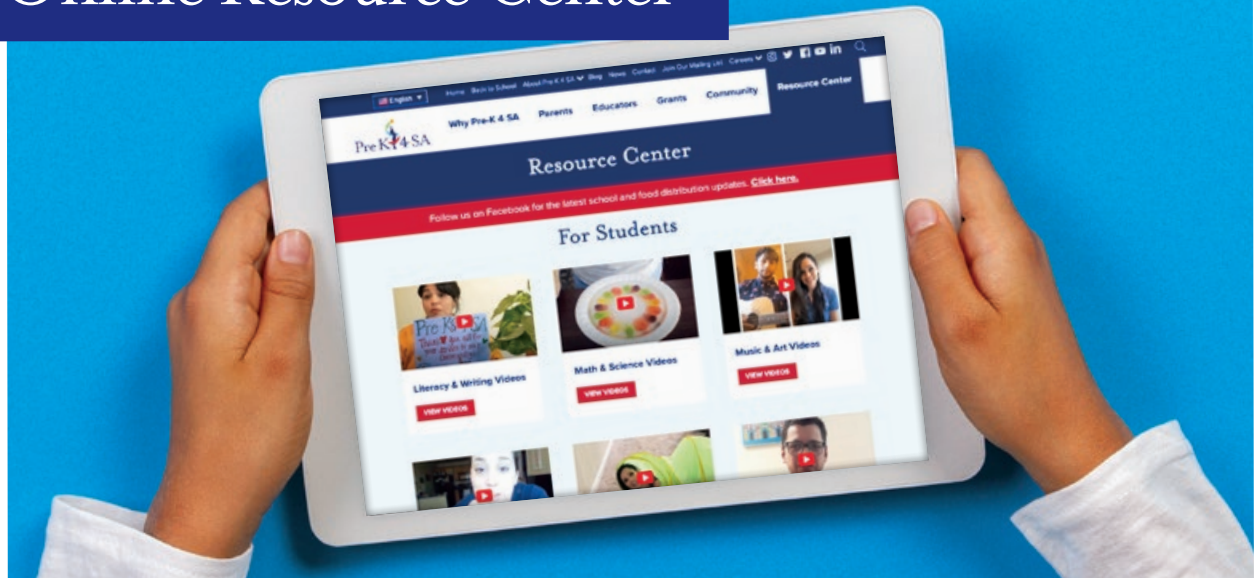 Online Resource Center
English
Home Back to School About Pre-K 4 SA Blog News Contact Join Our Mailing List Careers
Pre K 4 SA
Why Pre-K 4 SA Parents Educators Grants Community Resource Center
Resource Center
Follow us on Facebook for the latest school and food distribution updates. Click here.
For Students
Pre K 4 SA
Literacy & Writing Videos
VIEW VIDEOS
Math & Science Videos
VIEW VIDEOS
Music & Art Videos
VIEW VIDEOS